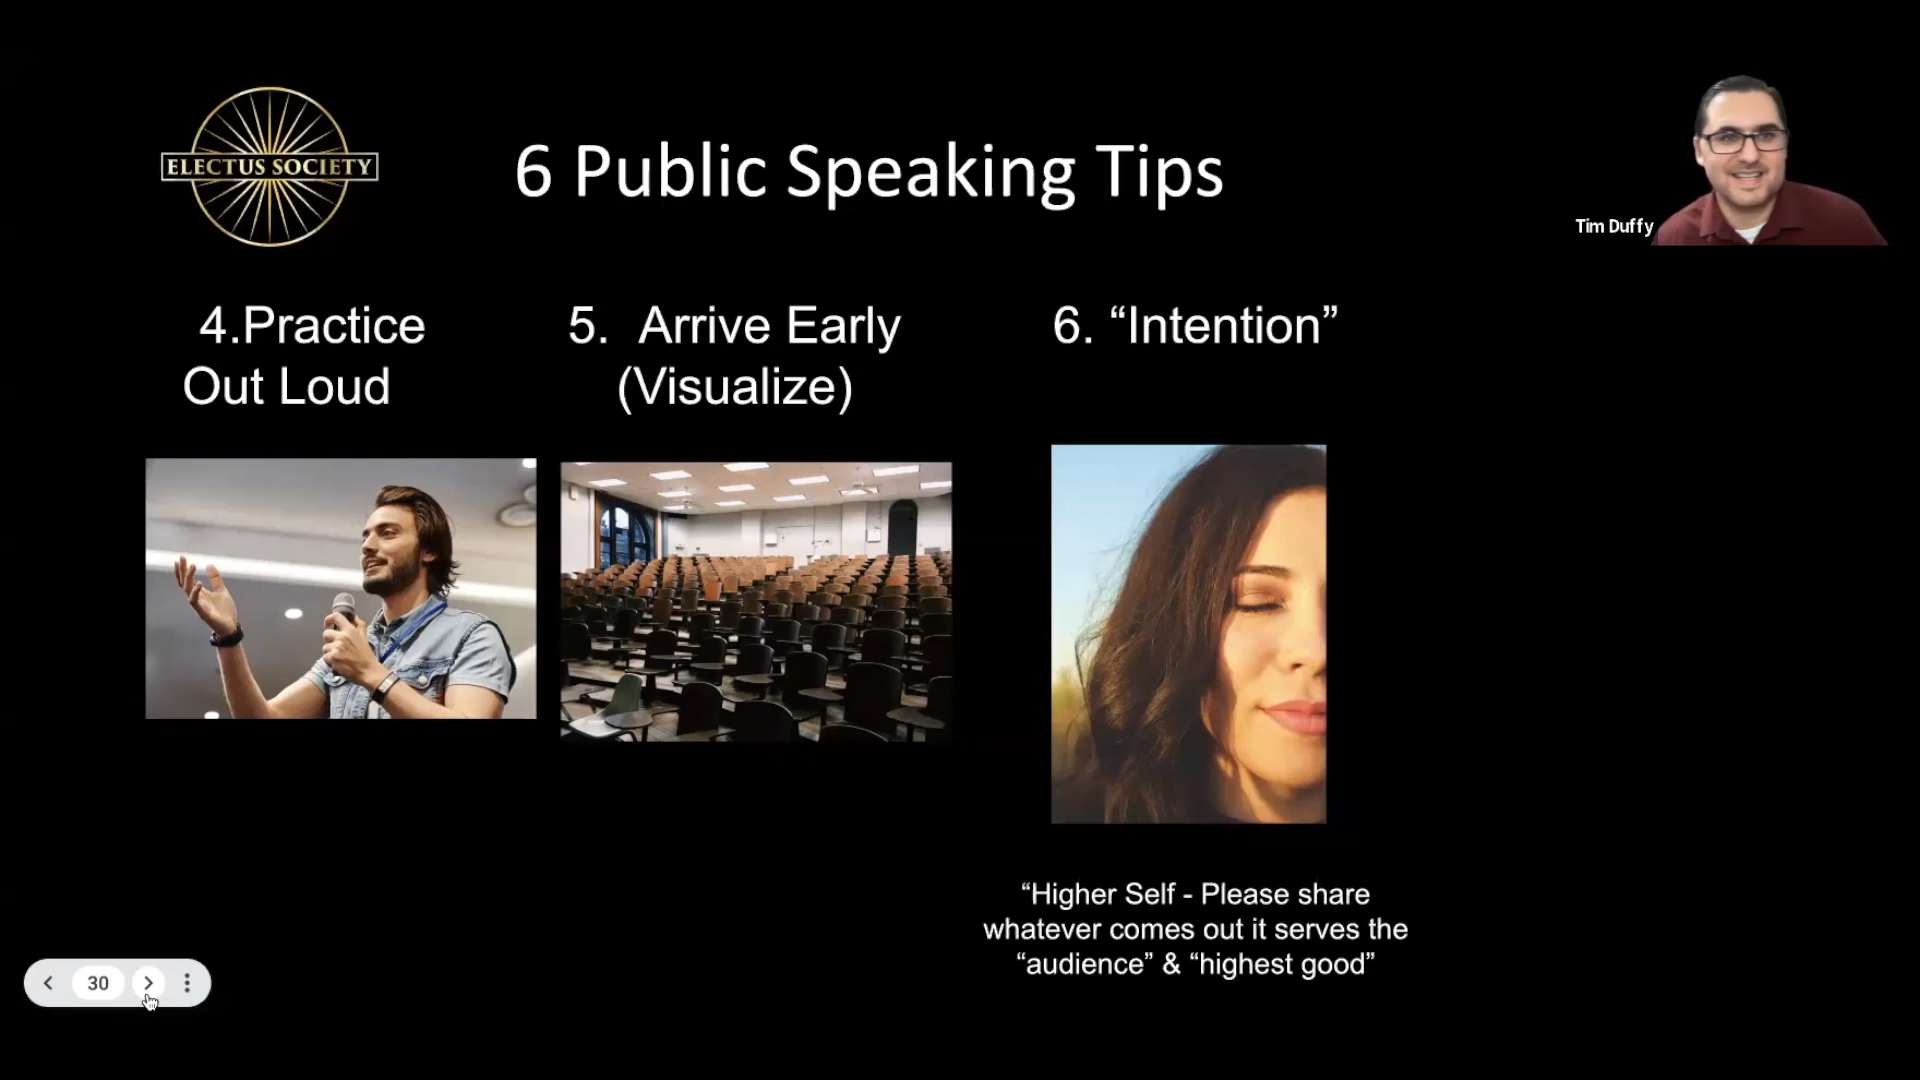 ELECTUS SOCIETY
6 Public Speaking Tips
Tim Duffy
4.Practice
Out Loud
5. Arrive Early
(Visualize)
6. “Intention”
“Higher Self - Please share
whatever comes out it serves the
“audience” & “highest good”
30